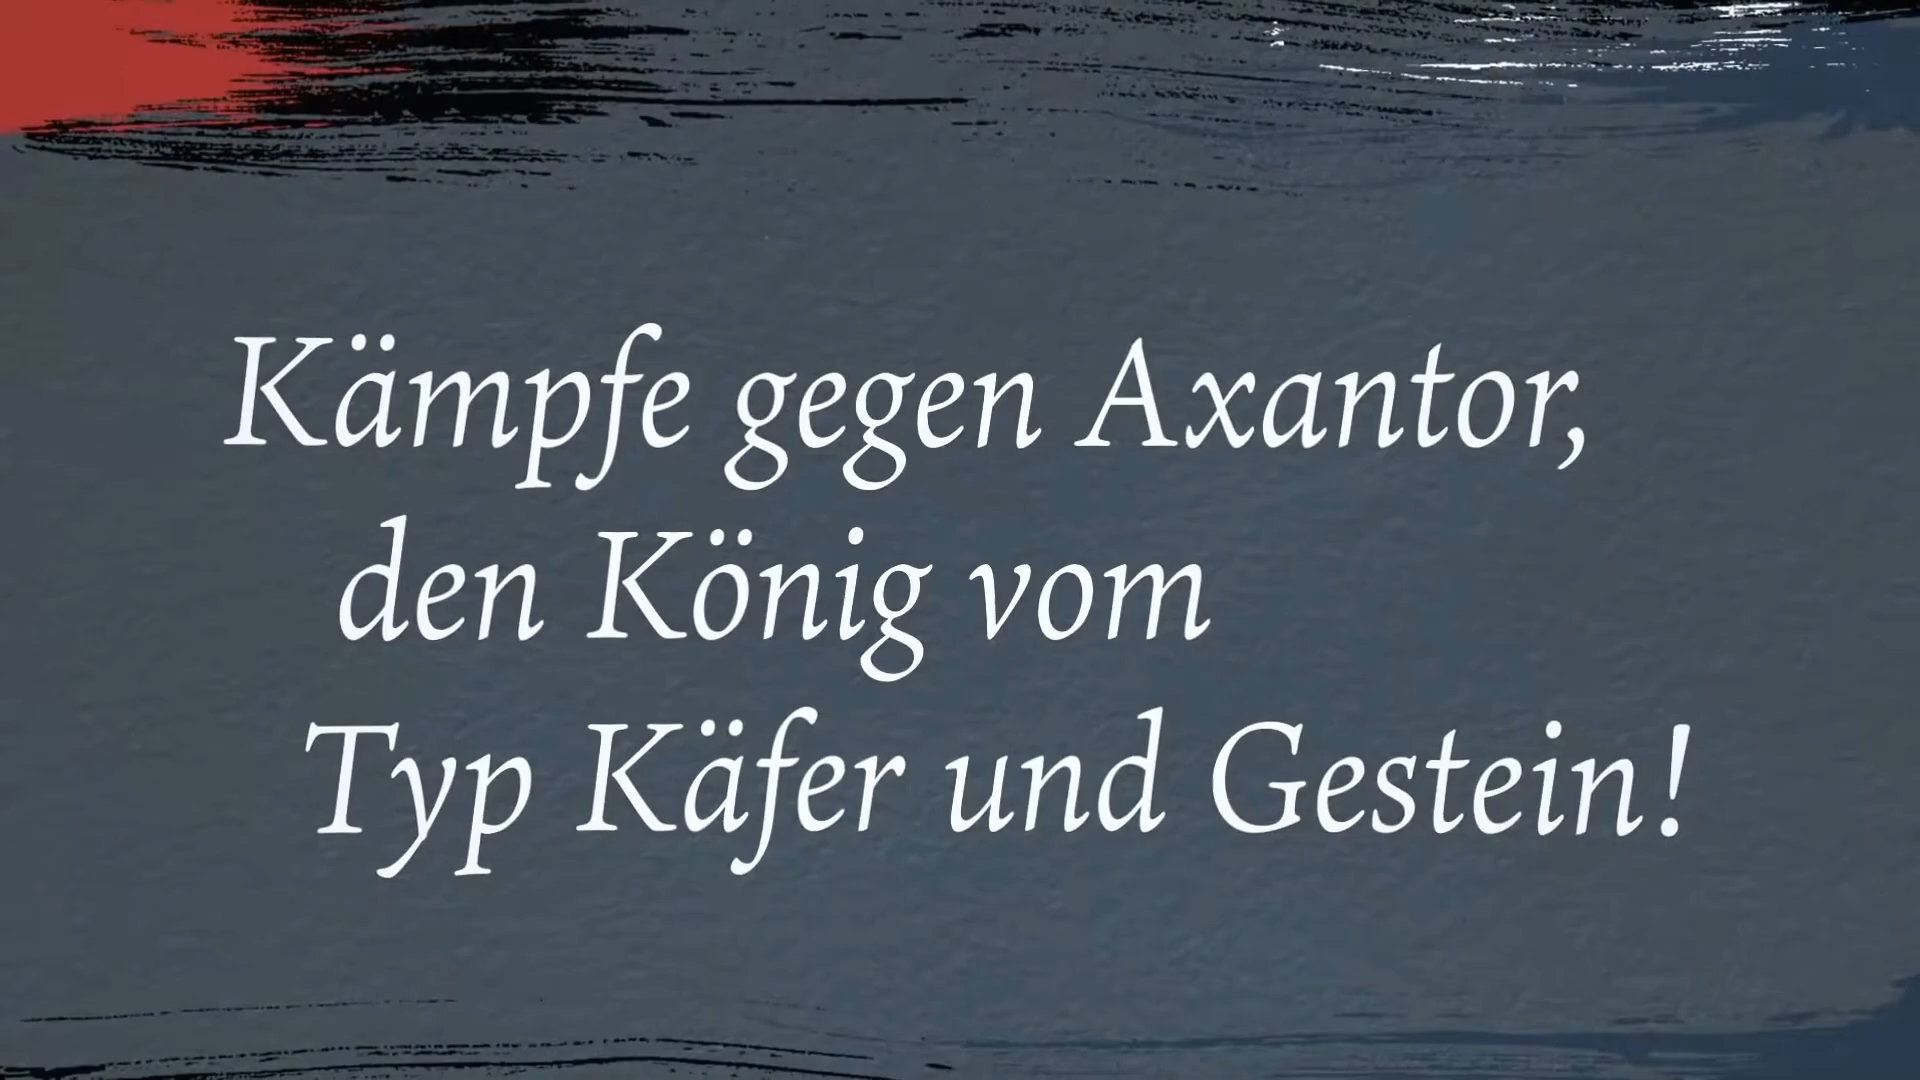 Kämpfe gegen Axantor,
den König vom
Typ Käfer und Gestein!